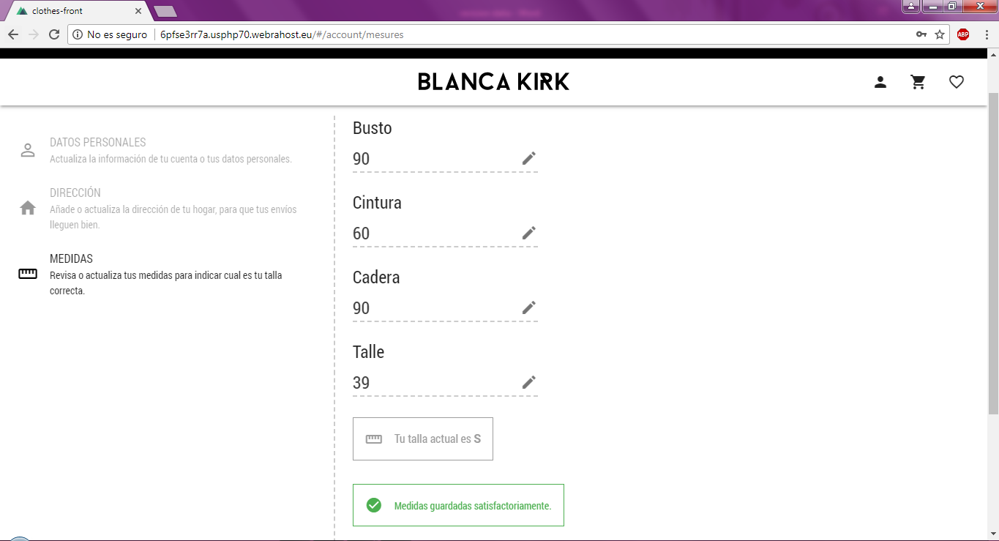 clothes-front
No es seguro
6pfse3rr7a.usphp70.webrahost.eu/#/account/mesures
ABP
BLANCA KIRK
DATOS PERSONALES
Actualiza la información de tu cuenta o tus datos personales.
DIRECCIÓN
Añade o actualiza la dirección de tu hogar, para que tus envíos
lleguen bien.
MEDIDAS
Revisa o actualiza tus medidas para indicar cual es tu talla
correcta.
Busto
90
Cintura
60
Cadera
90
Talle
39
Tu talla actual es S
Medidas guardadas satisfactoriamente.